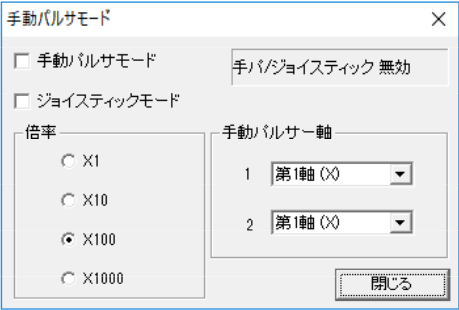 手動パルサモード
手動パルサモード
手パ/ジョイスティック 無効
ジョイスティックモード
倍率
X1
X10
X100
X1000
手動パルサー軸
1 第1軸 (X)
2 第1軸 (X)
閉じる